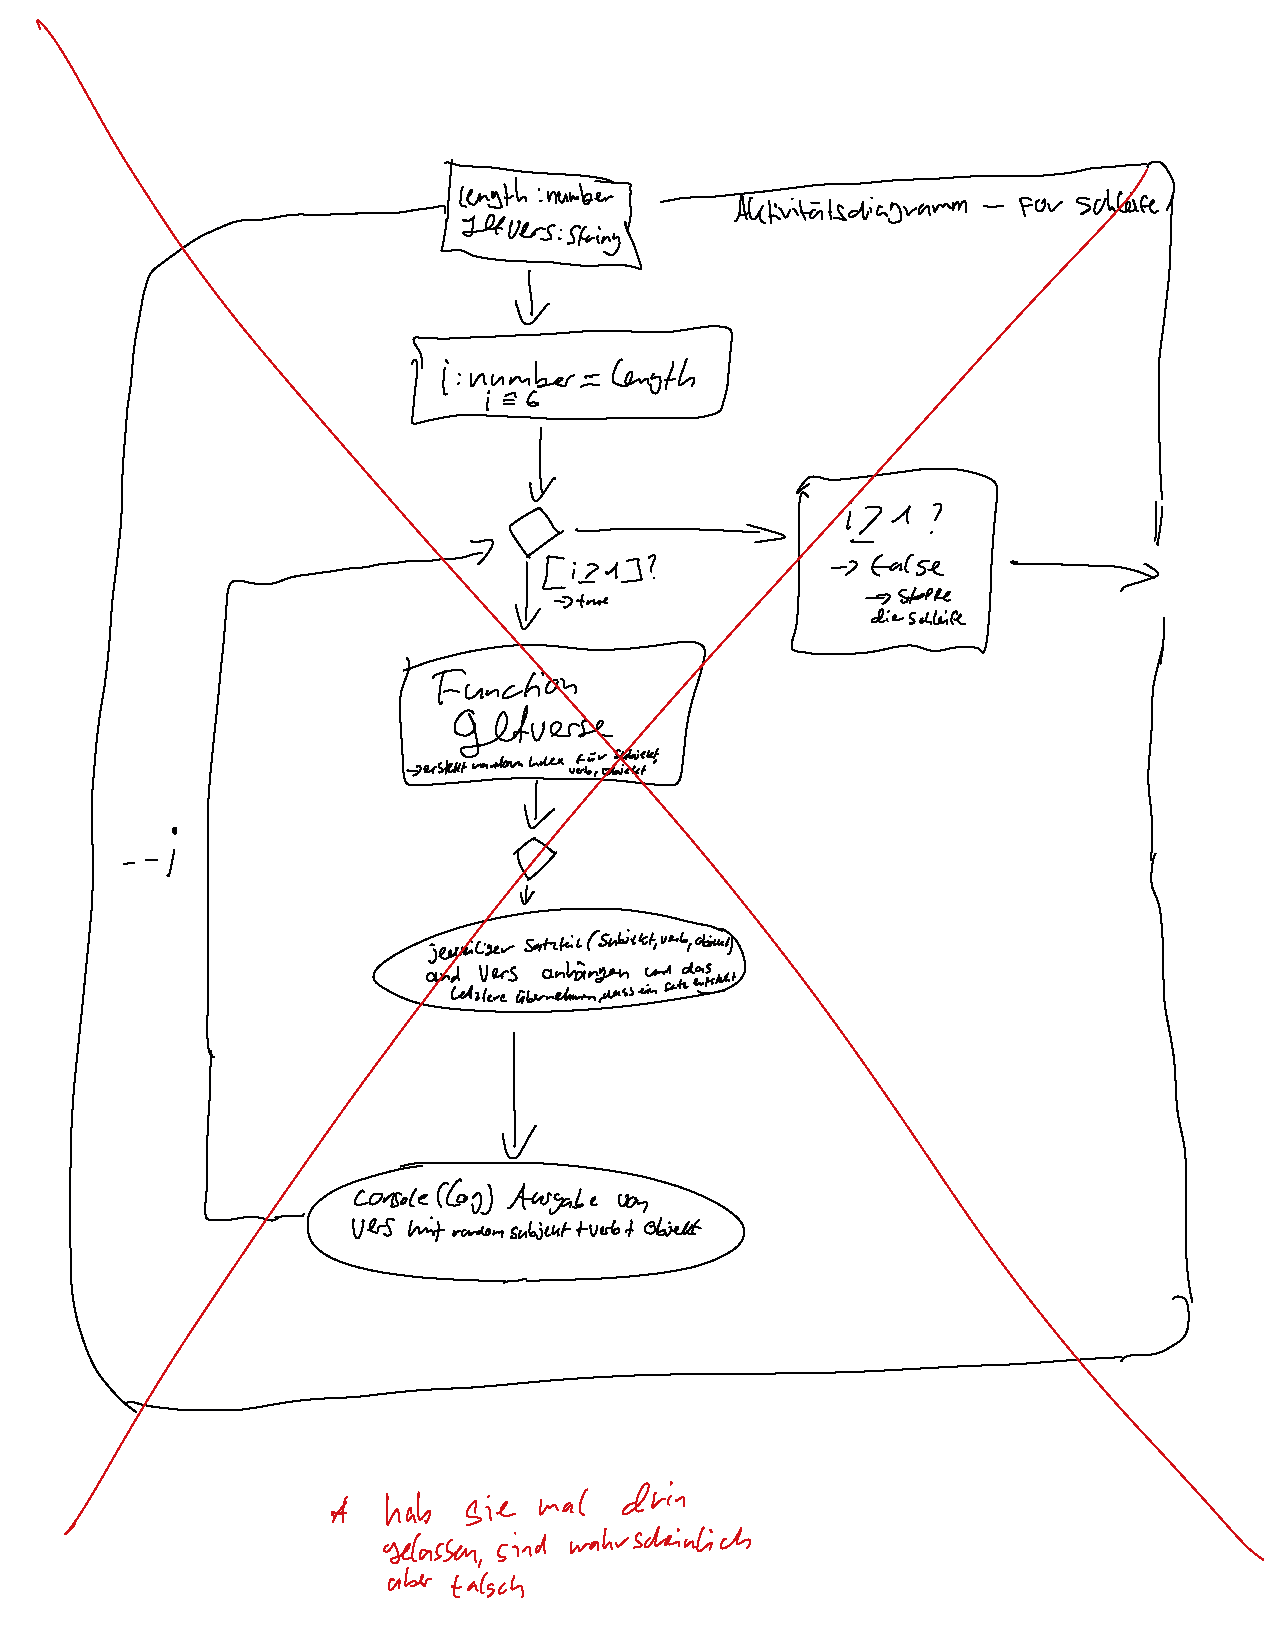 length : number
getVers : String
Aktivitätsdiagramm – For Schleife
i : number = length
i ≙ 6
[i ≥ 1]?
→ true
i ≥ 1 ?
→ false
→ stoppe
die Schleife
Function
getverse
→ erstellt random Index für Subjekt,
verb, Objekt
--i
jeweiliger Satzteil (Subjekt, verb, Objekt)
and Vers anhängen und das
letztere übernehmen, dass ein Satz entsteht
console(log) Ausgabe von
Vers mit random subjekt + verb + Objekt
hab sie mal drin
gelassen, sind wahrscheinlich
aber falsch